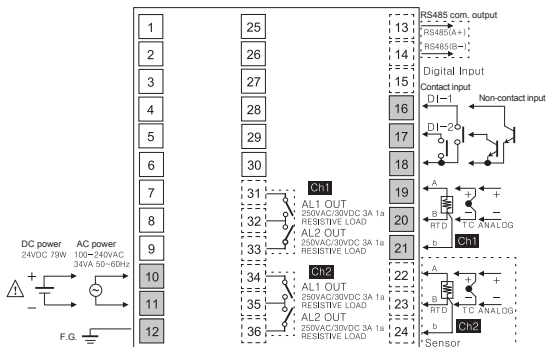 1 25 13 RS485 com. output
RS485(A+)
2 26 14 RS485(B-)
3 27 15 Digital Input
Contact input
4 28 16 DI-1 Non-contact input
5 29 17 DI-2
6 30 18
7 31 Ch1 19 A + +
AL1 OUT
250VAC/30VDC 3A 1a
RESISTIVE LOAD
8 32 20 B - -
RTD TC ANALOG
AL2 OUT
250VAC/30VDC 3A 1a
RESISTIVE LOAD
9 33 21 b Ch1
DC power
24VDC 79W
AC power
100-240VAC
34VA 50~60Hz
10 34 Ch2 22 A + +
+
AL1 OUT
250VAC/30VDC 3A 1a
RESISTIVE LOAD
11 35 23 B - -
-
RTD TC ANALOG
AL2 OUT
250VAC/30VDC 3A 1a
RESISTIVE LOAD
F.G. 12 36 24 b Ch2
Sensor